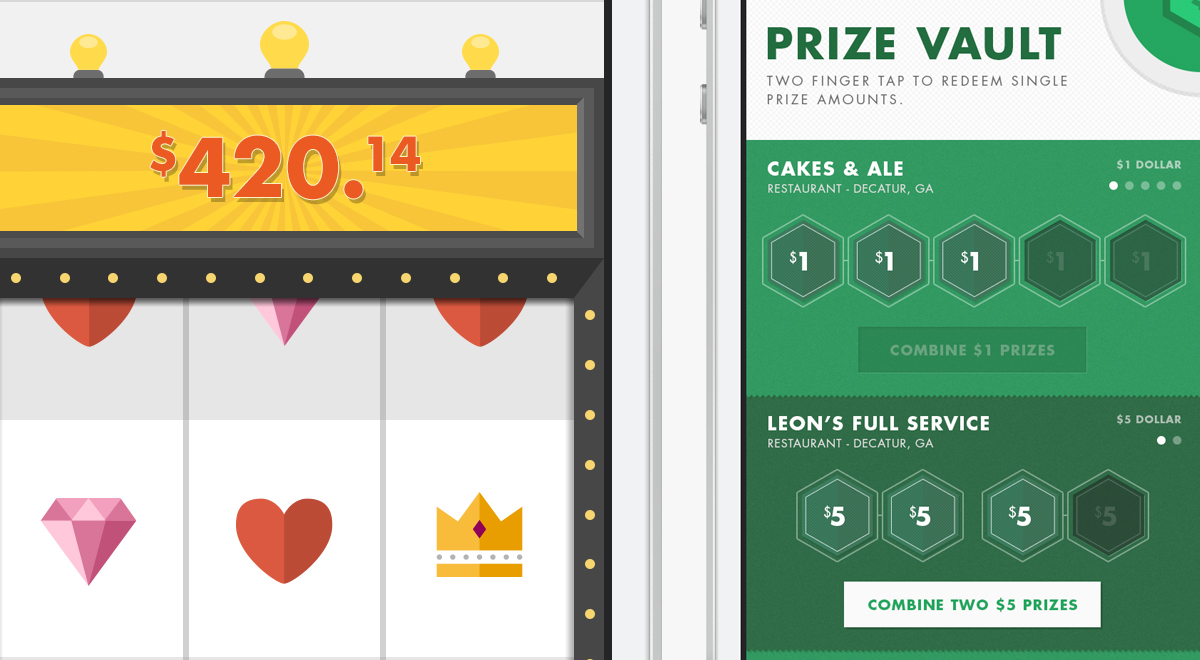 $420.14
PRIZE VAULT
TWO FINGER TAP TO REDEEM SINGLE
PRIZE AMOUNTS.
CAKES & ALE
$1 DOLLAR
RESTAURANT - DECATUR, GA
$1 $1 $1 $1 $1
COMBINE $1 PRIZES
LEON'S FULL SERVICE
$5 DOLLAR
RESTAURANT - DECATUR, GA
$5 $5 $5 $5
COMBINE TWO $5 PRIZES